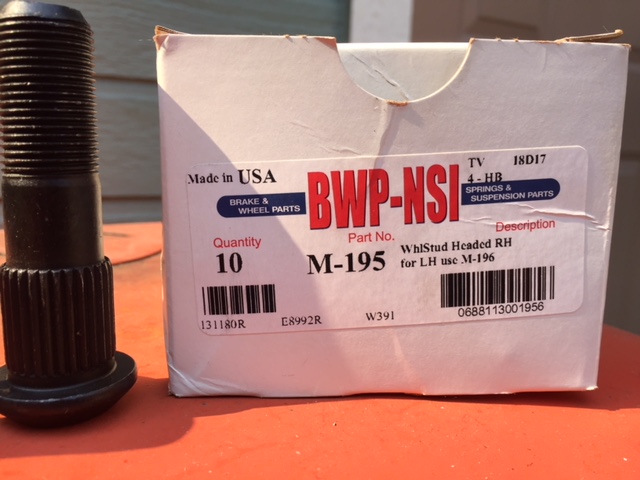 Made in USA
TV 18D17
4 - HB
BRAKE & WHEEL PARTS
BWP-NSI
SPRINGS & SUSPENSION PARTS
Quantity
Part No.
Description
10
M-195
WhlStud Headed RH
for LH use M-196
131180R
E8992R
W391
0688113001956